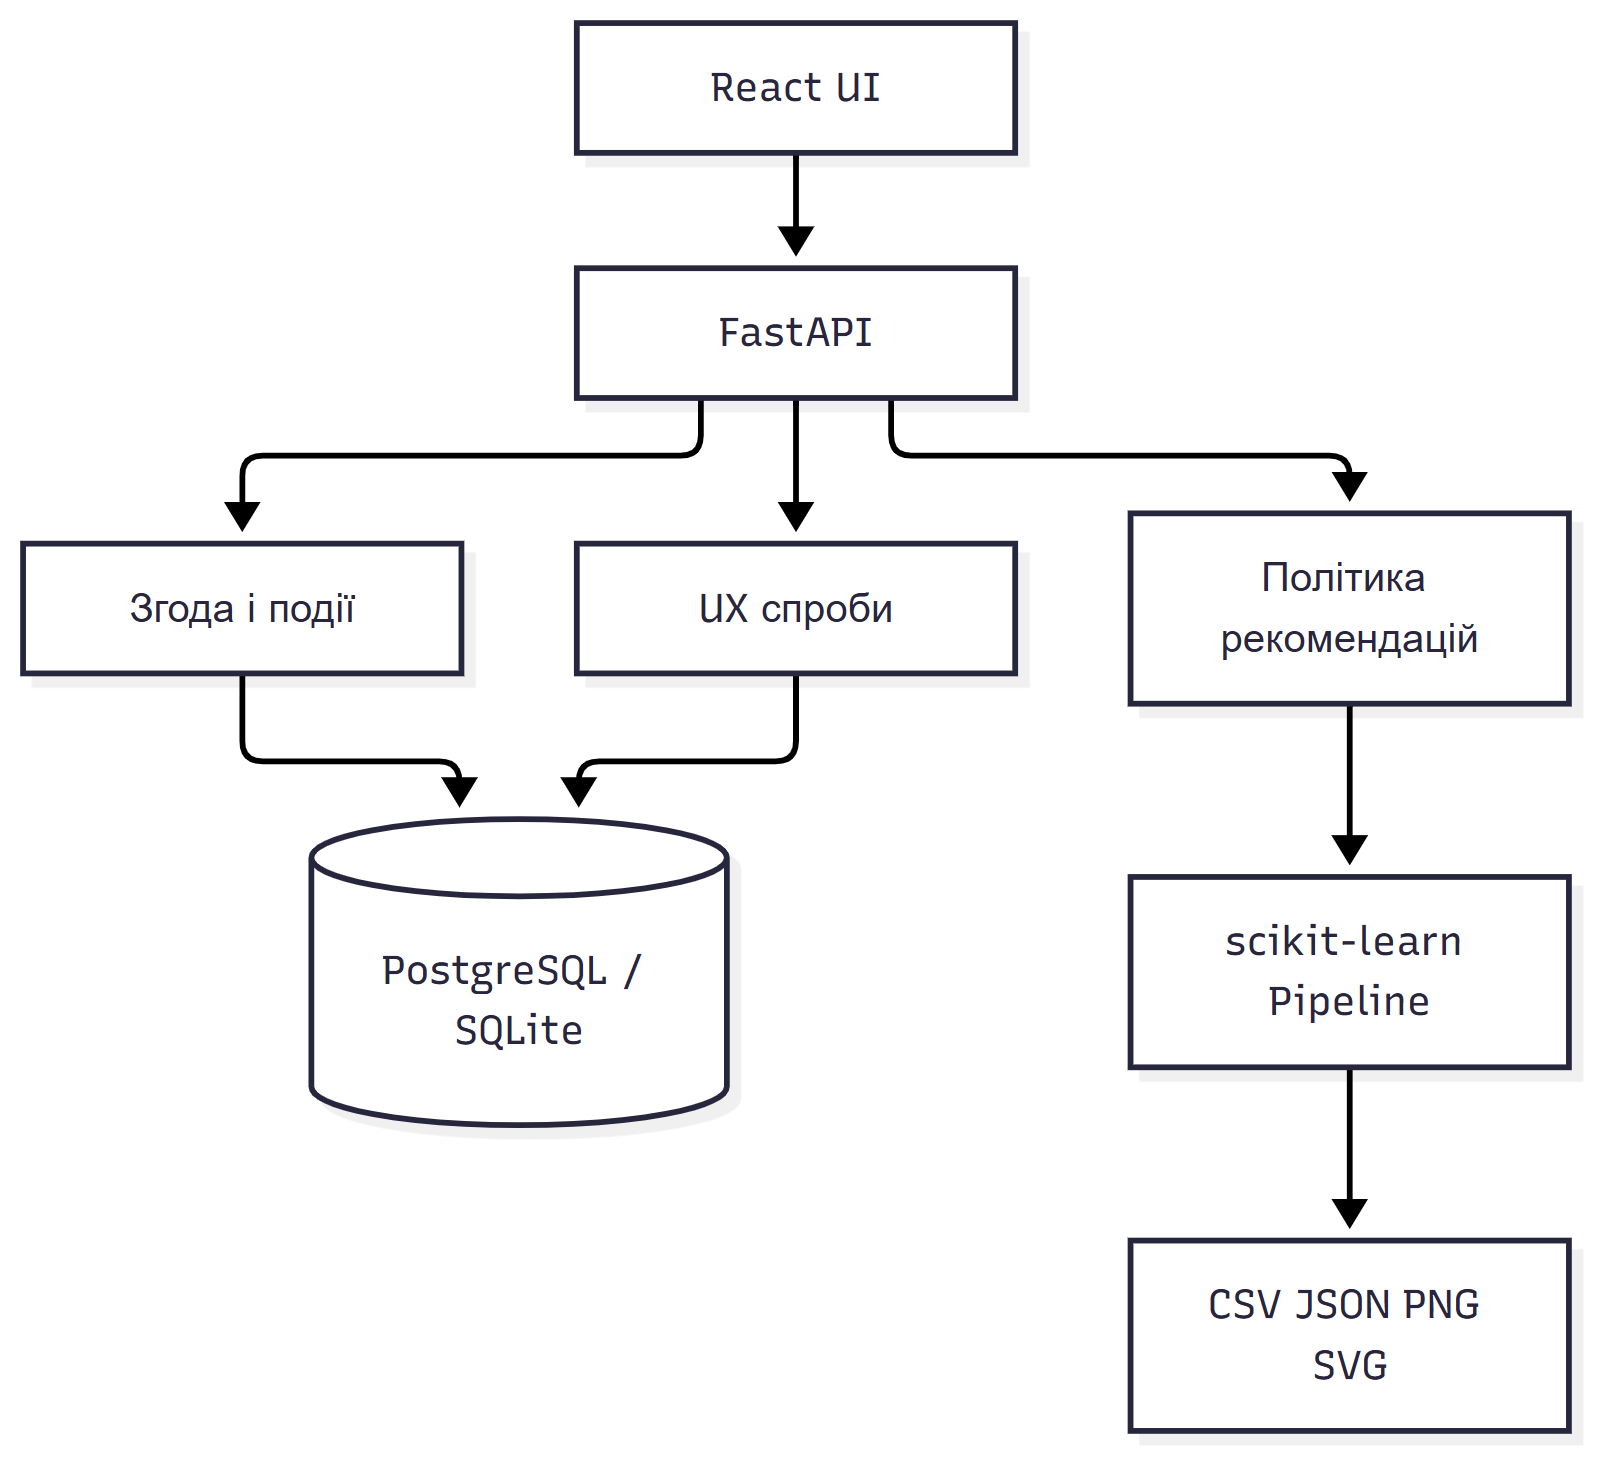 React UI
FastAPI
Згода і події
UX спроби
Політика
рекомендацій
PostgreSQL /
SQLite
scikit-learn
Pipeline
CSV JSON PNG
SVG